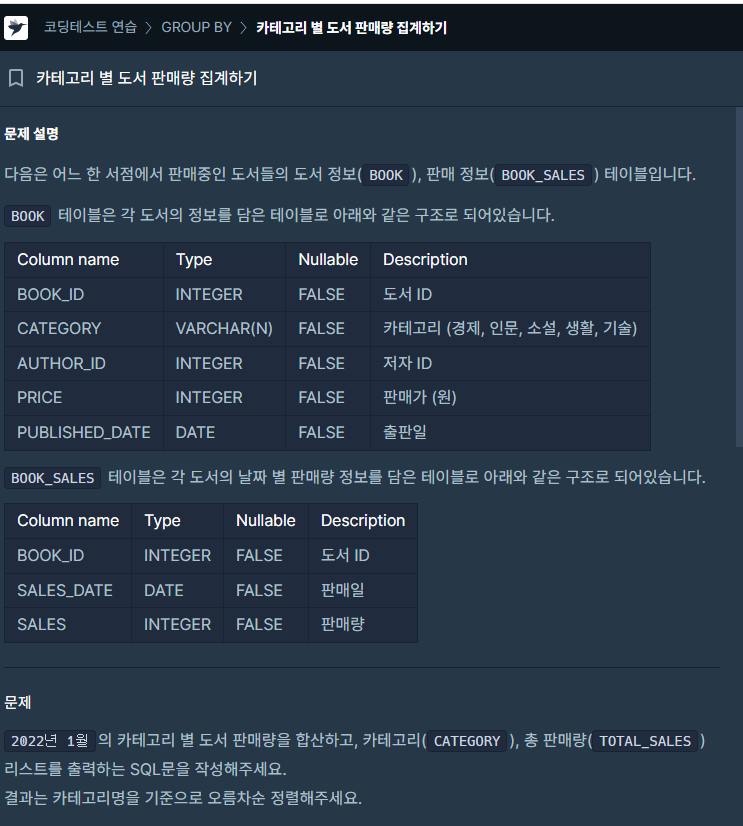 코딩테스트 연습 > GROUP BY > 카테고리 별 도서 판매량 집계하기
카테고리 별 도서 판매량 집계하기
문제 설명
다음은 어느 한 서점에서 판매중인 도서들의 도서 정보( BOOK ), 판매 정보( BOOK_SALES ) 테이블입니다.
BOOK 테이블은 각 도서의 정보를 담은 테이블로 아래와 같은 구조로 되어있습니다.
Column name Type Nullable Description
BOOK_ID INTEGER FALSE 도서 ID
CATEGORY VARCHAR(N) FALSE 카테고리 (경제, 인문, 소설, 생활, 기술)
AUTHOR_ID INTEGER FALSE 저자 ID
PRICE INTEGER FALSE 판매가 (원)
PUBLISHED_DATE DATE FALSE 출판일
BOOK_SALES 테이블은 각 도서의 날짜 별 판매량 정보를 담은 테이블로 아래와 같은 구조로 되어있습니다.
Column name Type Nullable Description
BOOK_ID INTEGER FALSE 도서 ID
SALES_DATE DATE FALSE 판매일
SALES INTEGER FALSE 판매량
문제
2022년 1월 의 카테고리 별 도서 판매량을 합산하고, 카테고리( CATEGORY ), 총 판매량( TOTAL_SALES )
리스트를 출력하는 SQL문을 작성해주세요.
결과는 카테고리명을 기준으로 오름차순 정렬해주세요.